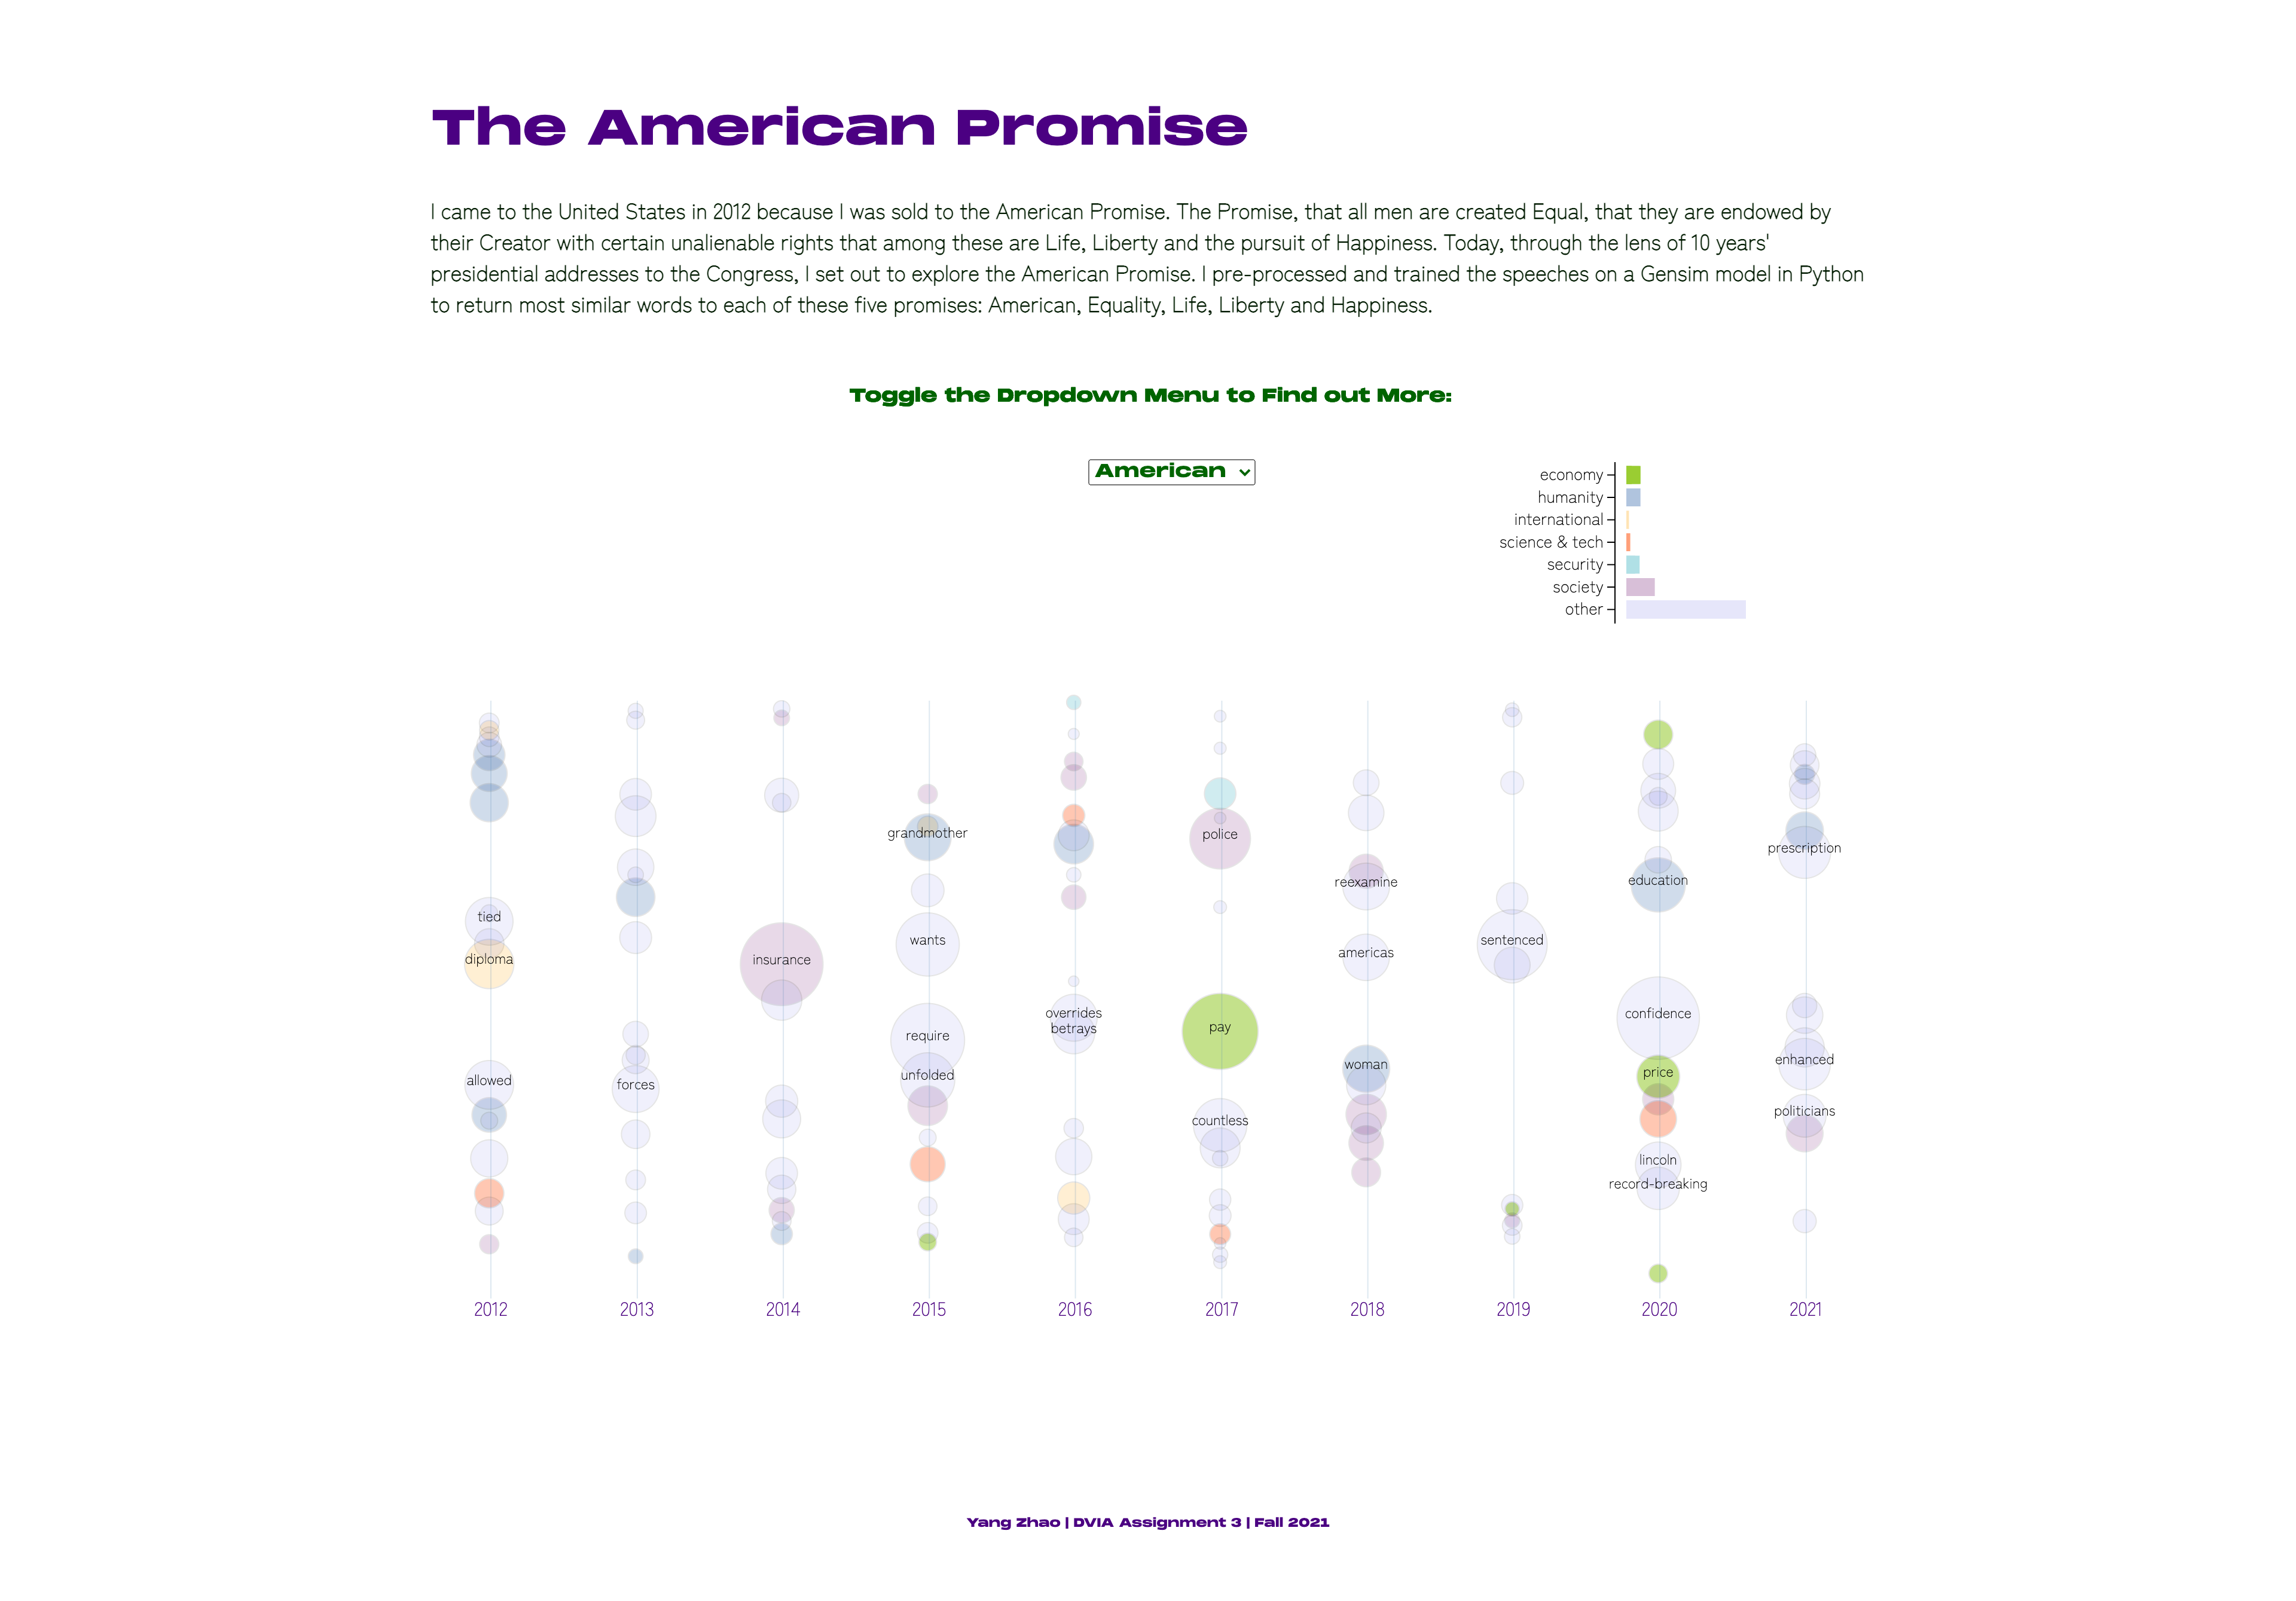 The American Promise
I came to the United States in 2012 because I was sold to the American Promise. The Promise, that all men are created Equal, that they are endowed by
their Creator with certain unalienable rights that among these are Life, Liberty and the pursuit of Happiness. Today, through the lens of 10 years'
presidential addresses to the Congress, I set out to explore the American Promise. I pre-processed and trained the speeches on a Gensim model in Python
to return most similar words to each of these five promises: American, Equality, Life, Liberty and Happiness.
Toggle the Dropdown Menu to Find out More:
American
economy
humanity
international
science & tech
security
society
other
tied
diploma
allowed
forces
insurance
grandmother
wants
require
unfolded
overrides
betrays
police
pay
countless
reexamine
americas
woman
sentenced
education
confidence
price
lincoln
record-breaking
prescription
enhanced
politicians
2012 2013 2014 2015 2016 2017 2018 2019 2020 2021
Yang Zhao | DVIA Assignment 3 | Fall 2021